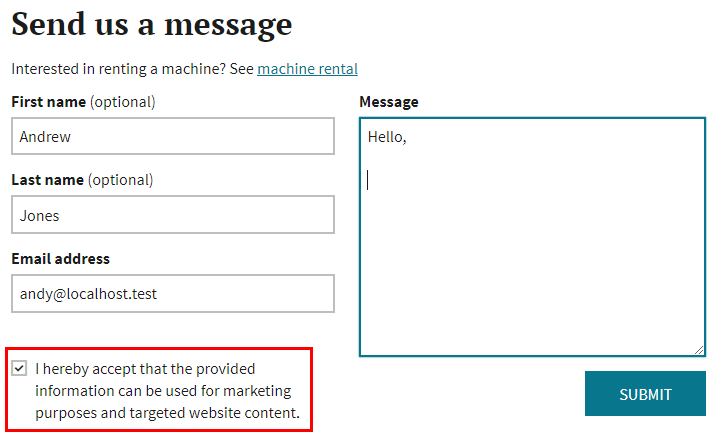 Send us a message
Interested in renting a machine? See machine rental
First name (optional)
Andrew
Last name (optional)
Jones
Email address
andy@localhost.test
Message
Hello,
I hereby accept that the provided
information can be used for marketing
purposes and targeted website content.
SUBMIT